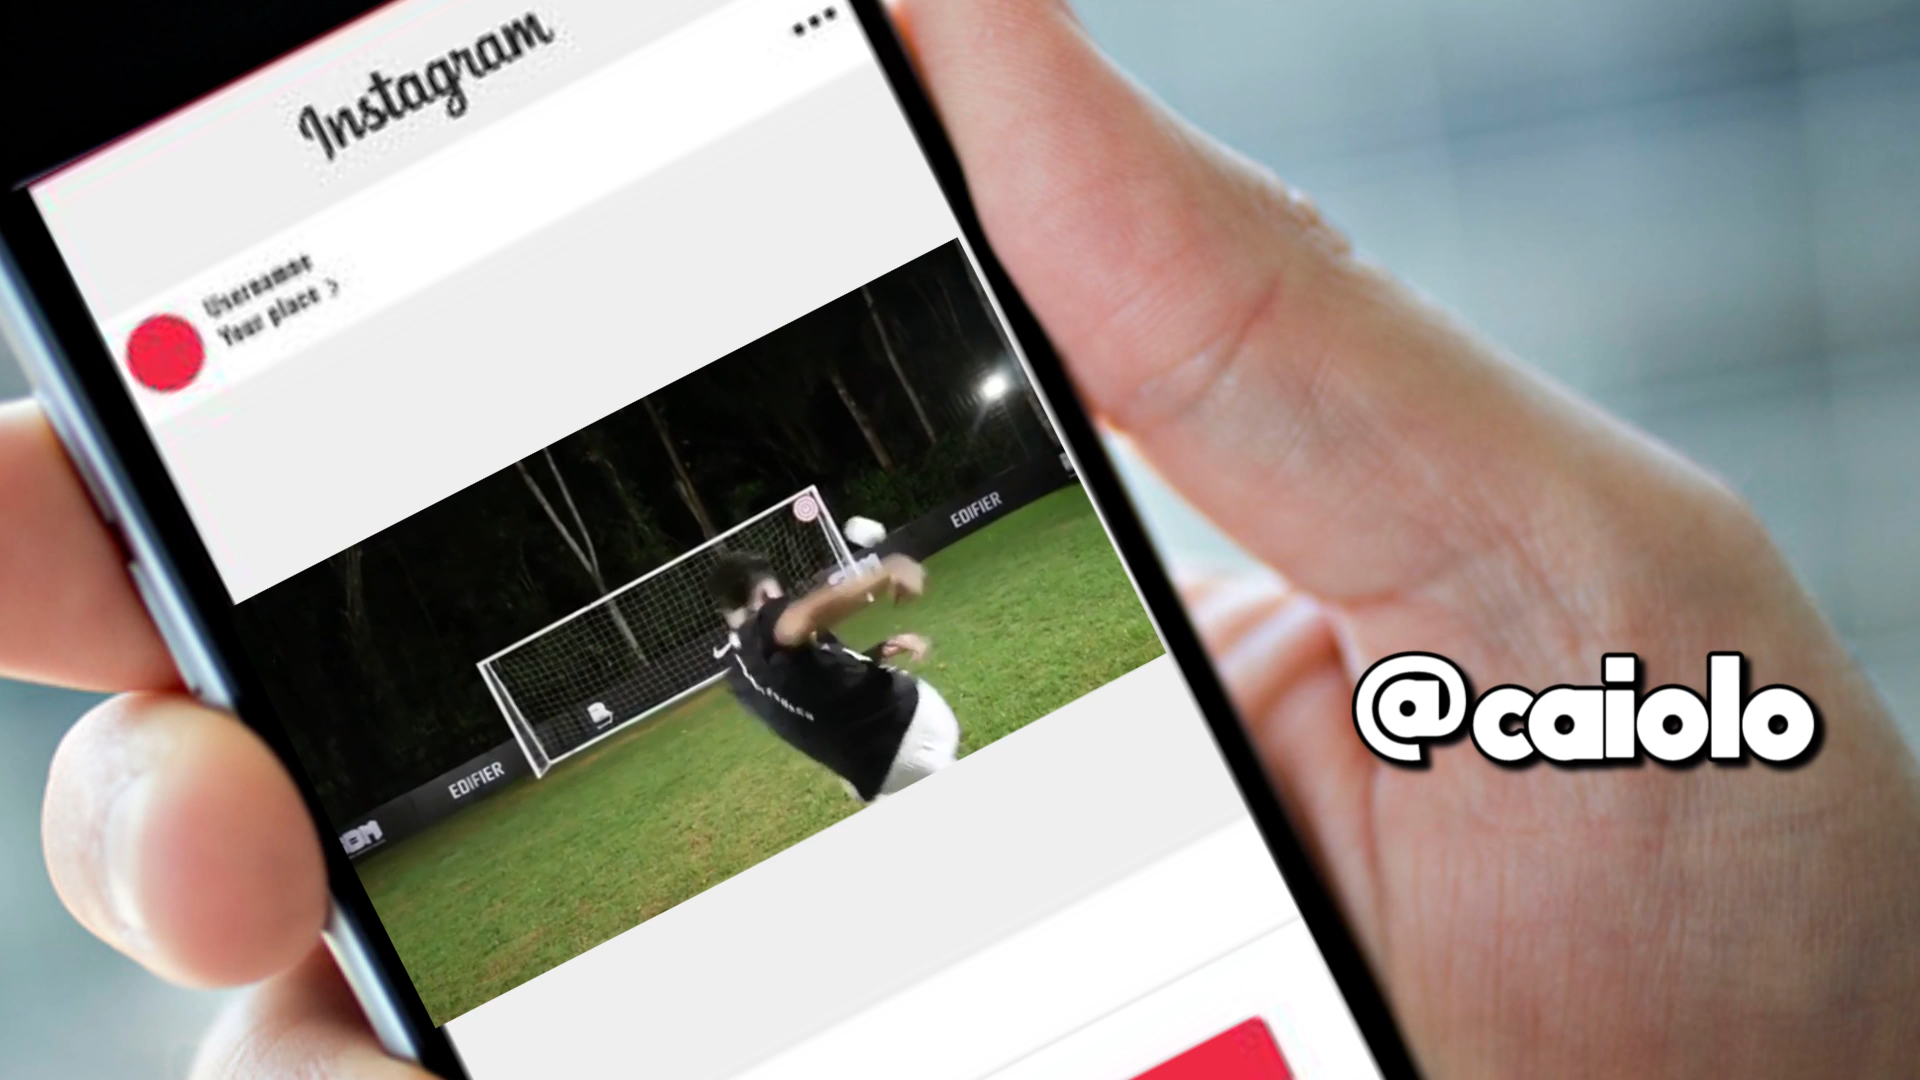 Instagram
Username
Your place >
EDIFIER
EDIFIER
@caiolo